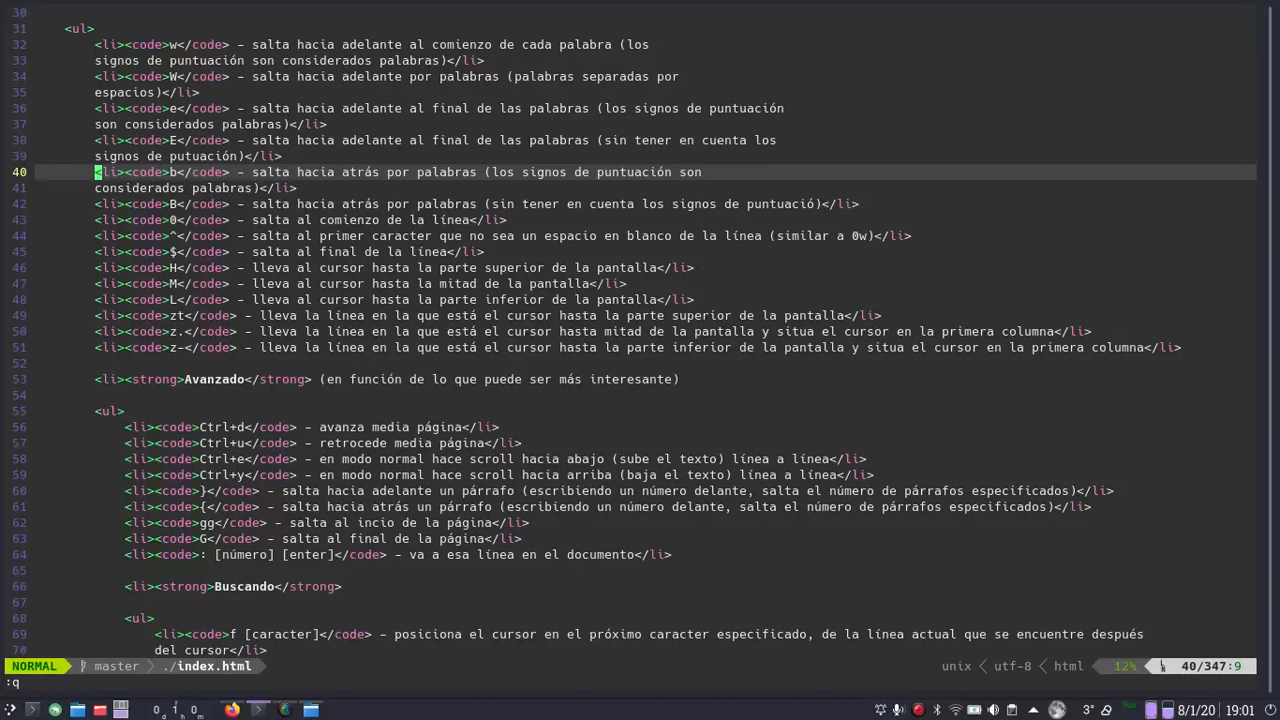 30
31 <ul>
32 <li><code>w</code> – salta hacia adelante al comienzo de cada palabra (los
33 signos de puntuación son considerados palabras)</li>
34 <li><code>W</code> – salta hacia adelante por palabras (palabras separadas por
35 espacios)</li>
36 <li><code>e</code> – salta hacia adelante al final de las palabras (los signos de puntuación
37 son considerados palabras)</li>
38 <li><code>E</code> – salta hacia adelante al final de las palabras (sin tener en cuenta los
39 signos de putuación)</li>
40 <li><code>b</code> – salta hacia atrás por palabras (los signos de puntuación son
41 considerados palabras)</li>
42 <li><code>B</code> – salta hacia atrás por palabras (sin tener en cuenta los signos de puntuació)</li>
43 <li><code>0</code> – salta al comienzo de la línea</li>
44 <li><code>^</code> – salta al primer caracter que no sea un espacio en blanco de la línea (similar a 0w)</li>
45 <li><code>$</code> – salta al final de la línea</li>
46 <li><code>H</code> – lleva al cursor hasta la parte superior de la pantalla</li>
47 <li><code>M</code> – lleva al cursor hasta la mitad de la pantalla</li>
48 <li><code>L</code> – lleva al cursor hasta la parte inferior de la pantalla</li>
49 <li><code>zt</code> – lleva la línea en la que está el cursor hasta la parte superior de la pantalla</li>
50 <li><code>z.</code> – lleva la línea en la que está el cursor hasta mitad de la pantalla y situa el cursor en la primera columna</li>
51 <li><code>z-</code> – lleva la línea en la que está el cursor hasta la parte inferior de la pantalla y situa el cursor en la primera columna</li>
52
53 <li><strong>Avanzado</strong> (en función de lo que puede ser más interesante)
54
55 <ul>
56 <li><code>Ctrl+d</code> – avanza media página</li>
57 <li><code>Ctrl+u</code> – retrocede media página</li>
58 <li><code>Ctrl+e</code> – en modo normal hace scroll hacia abajo (sube el texto) línea a línea</li>
59 <li><code>Ctrl+y</code> – en modo normal hace scroll hacia arriba (baja el texto) línea a línea</li>
60 <li><code>}</code> – salta hacia adelante un párrafo (escribiendo un número delante, salta el número de párrafos especificados)</li>
61 <li><code>{</code> – salta hacia atrás un párrafo (escribiendo un número delante, salta el número de párrafos especificados)</li>
62 <li><code>gg</code> – salta al incio de la página</li>
63 <li><code>G</code> – salta al final de la página</li>
64 <li><code>: [número] [enter]</code> – va a esa línea en el documento</li>
65
66 <li><strong>Buscando</strong>
67
68 <ul>
69 <li><code>f [caracter]</code> – posiciona el cursor en el próximo caracter especificado, de la línea actual que se encuentre después
70 del cursor</li>
NORMAL master ./index.html unix utf-8 html 12% 40/347:9
:q
0d 1h 0m 3° 8/1/20 19:01